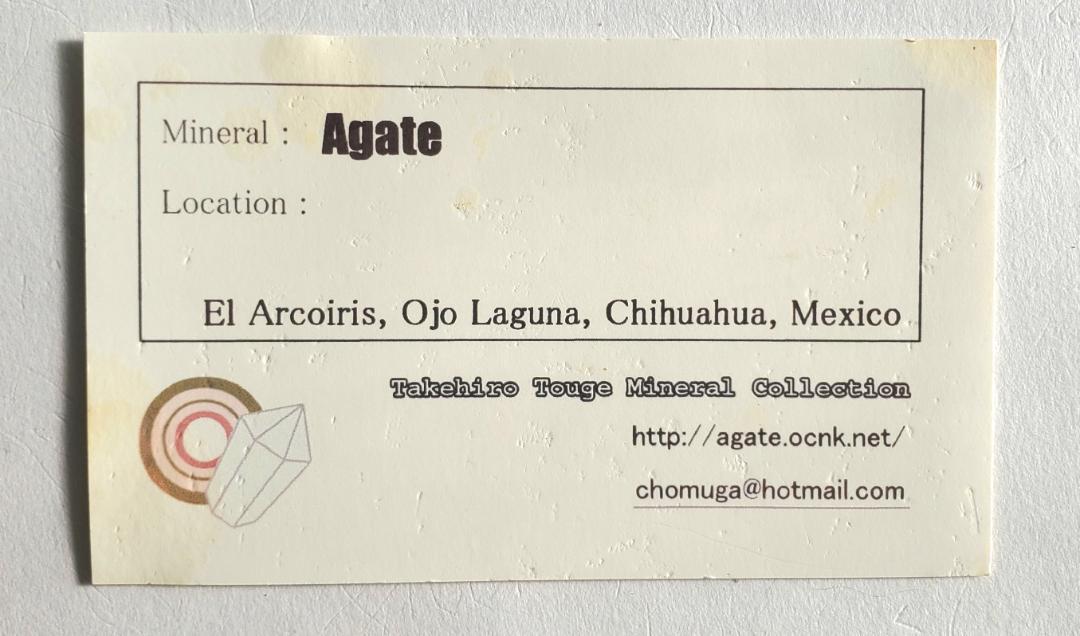 Mineral : Agate
Location :
El Arcoiris, Ojo Laguna, Chihuahua, Mexico
Takehiro Touge Mineral Collection
http://agate.ocnk.net/
chomuga@hotmail.com